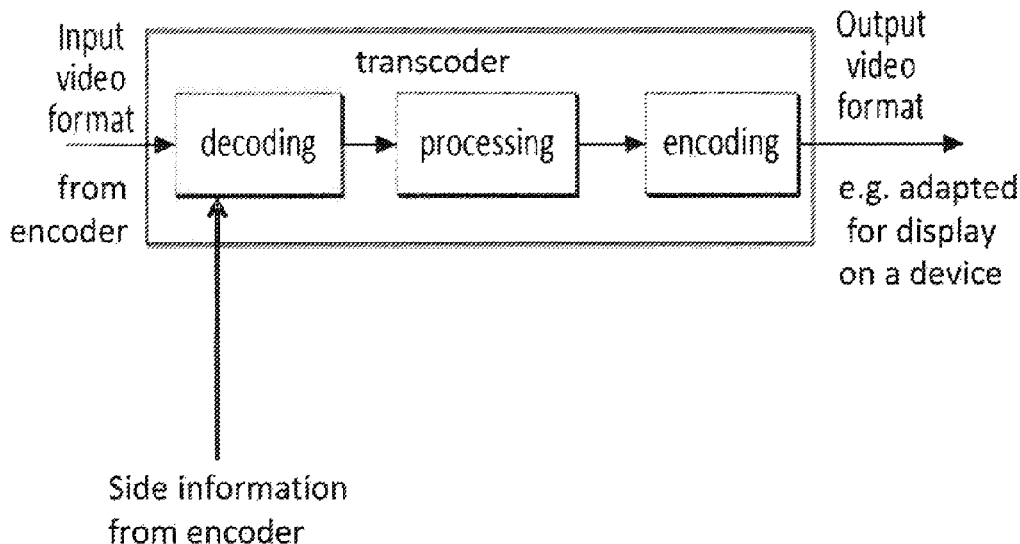 Input
video
format
from
encoder
transcoder
decoding
processing
encoding
Output
video
format
e.g. adapted
for display
on a device
Side information
from encoder